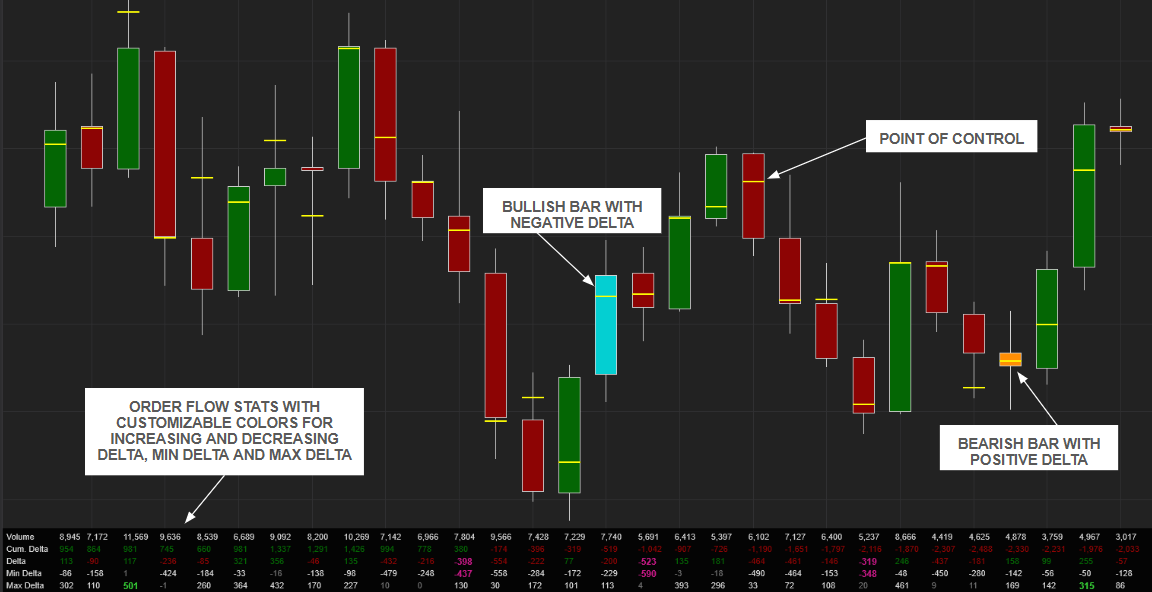 POINT OF CONTROL
BULLISH BAR WITH
NEGATIVE DELTA
ORDER FLOW STATS WITH
CUSTOMIZABLE COLORS FOR
INCREASING AND DECREASING
DELTA, MIN DELTA AND MAX DELTA
BEARISH BAR WITH
POSITIVE DELTA
Volume 8,945 7,172 11,569 9,636 8,539 6,689 9,092 8,200 10,269 7,142 6,966 7,804 9,566 7,428 7,229 7,740 5,691 6,413 5,397 6,102 7,127 6,400 5,237 8,666 4,419 4,625 4,878 3,759 4,967 3,017
Cum. Delta 954 864 981 745 660 981 1,337 1,291 1,426 994 778 380 -174 -319 -519 -1,042 -907 -726 -1,190 -1,651 -1,797 -2,116 -1,870 -2,307 -2,488 -2,330 -2,231 -1,976 -2,033
Delta 113 -90 117 -236 -85 321 356 -46 135 -432 -216 -398 -554 -222 77 -200 -523 135 181 -464 -461 -146 -319 246 -437 -181 158 99 255 -57
Min Delta -86 -158 1 -424 -184 -33 -16 -138 -98 -479 -248 -437 -558 -284 -172 -229 -590 -3 -18 -490 -464 -153 -348 -48 -450 -280 -142 -56 -50 -128
Max Delta 302 110 501 -1 260 364 432 170 227 10 0 130 30 172 101 113 4 393 296 33 72 108 20 461 9 11 169 142 315 86